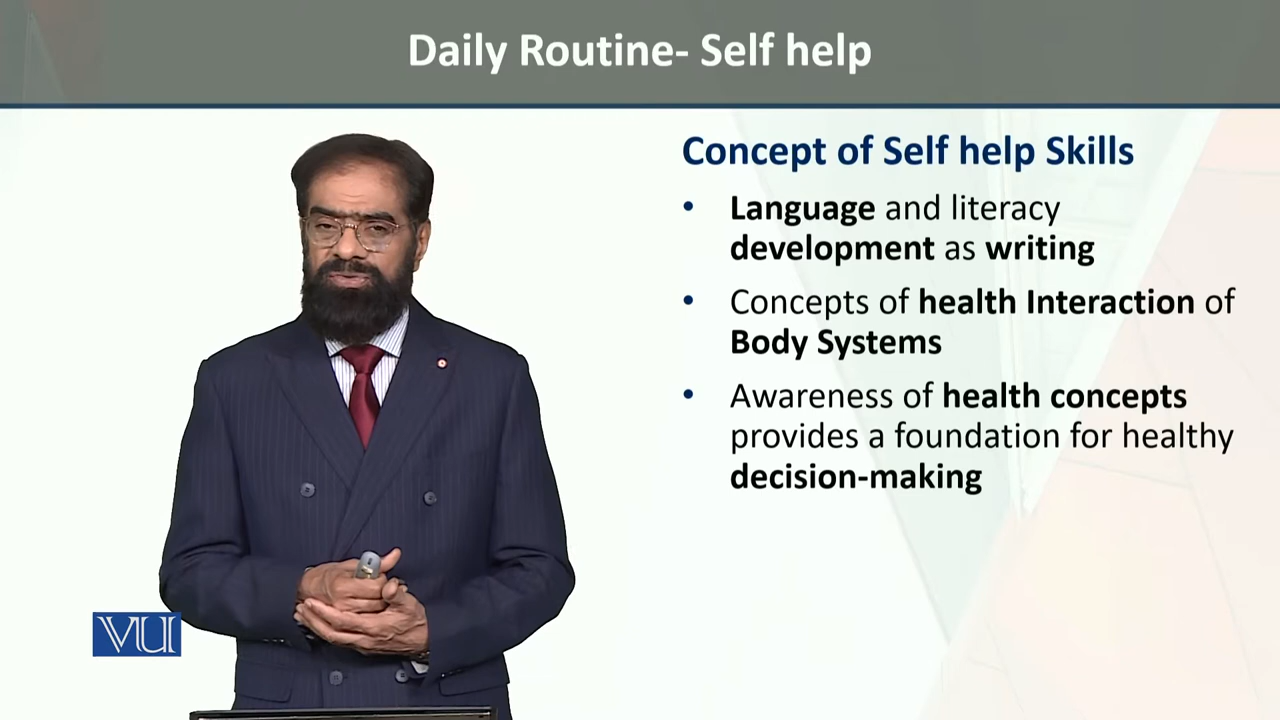 Daily Routine- Self help
Concept of Self help Skills
• Language and literacy
development as writing
• Concepts of health Interaction of
Body Systems
• Awareness of health concepts
provides a foundation for healthy
decision-making
VU